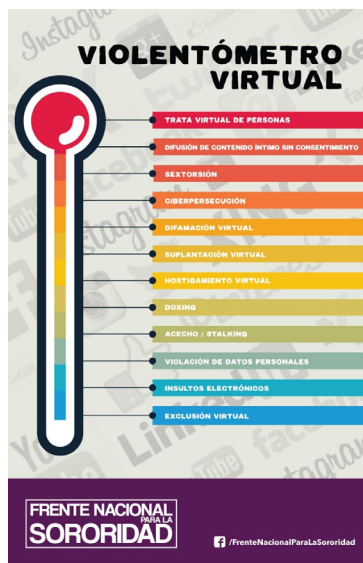 VIOLENTÓMETRO
VIRTUAL
TRATA VIRTUAL DE PERSONAS
DIFUSIÓN DE CONTENIDO ÍNTIMO SIN CONSENTIMIENTO
SEXTORSIÓN
CIBERPERSECUCIÓN
DIFAMACIÓN VIRTUAL
SUPLANTACIÓN VIRTUAL
HOSTIGAMIENTO VIRTUAL
DOXING
ACECHO / STALKING
VIOLACIÓN DE DATOS PERSONALES
INSULTOS ELECTRÓNICOS
EXCLUSIÓN VIRTUAL
FRENTE NACIONAL
PARA LA
SORORIDAD
/FrenteNacionalParaLaSororidad